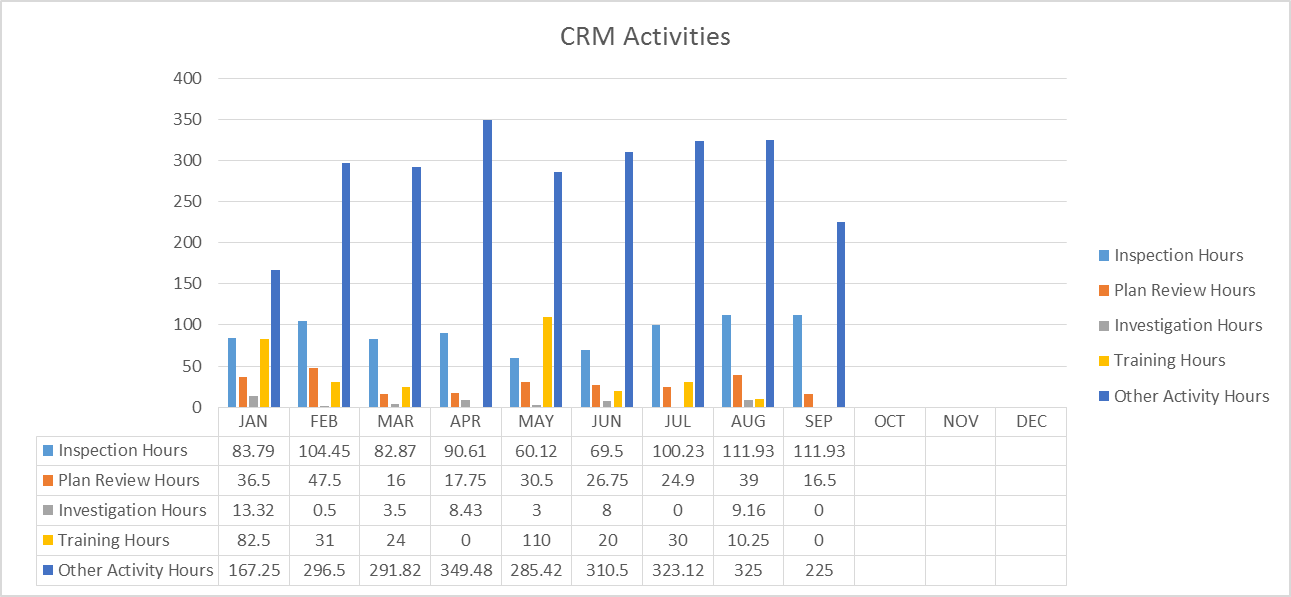 CRM Activities
400
350
300
250
200
150
100
50
0
Inspection Hours
Plan Review Hours
Investigation Hours
Training Hours
Other Activity Hours
JAN FEB MAR APR MAY JUN JUL AUG SEP OCT NOV DEC
Inspection Hours 83.79 104.45 82.87 90.61 60.12 69.5 100.23 111.93 111.93
Plan Review Hours 36.5 47.5 16 17.75 30.5 26.75 24.9 39 16.5
Investigation Hours 13.32 0.5 3.5 8.43 3 8 0 9.16 0
Training Hours 82.5 31 24 0 110 20 30 10.25 0
Other Activity Hours 167.25 296.5 291.82 349.48 285.42 310.5 323.12 325 225